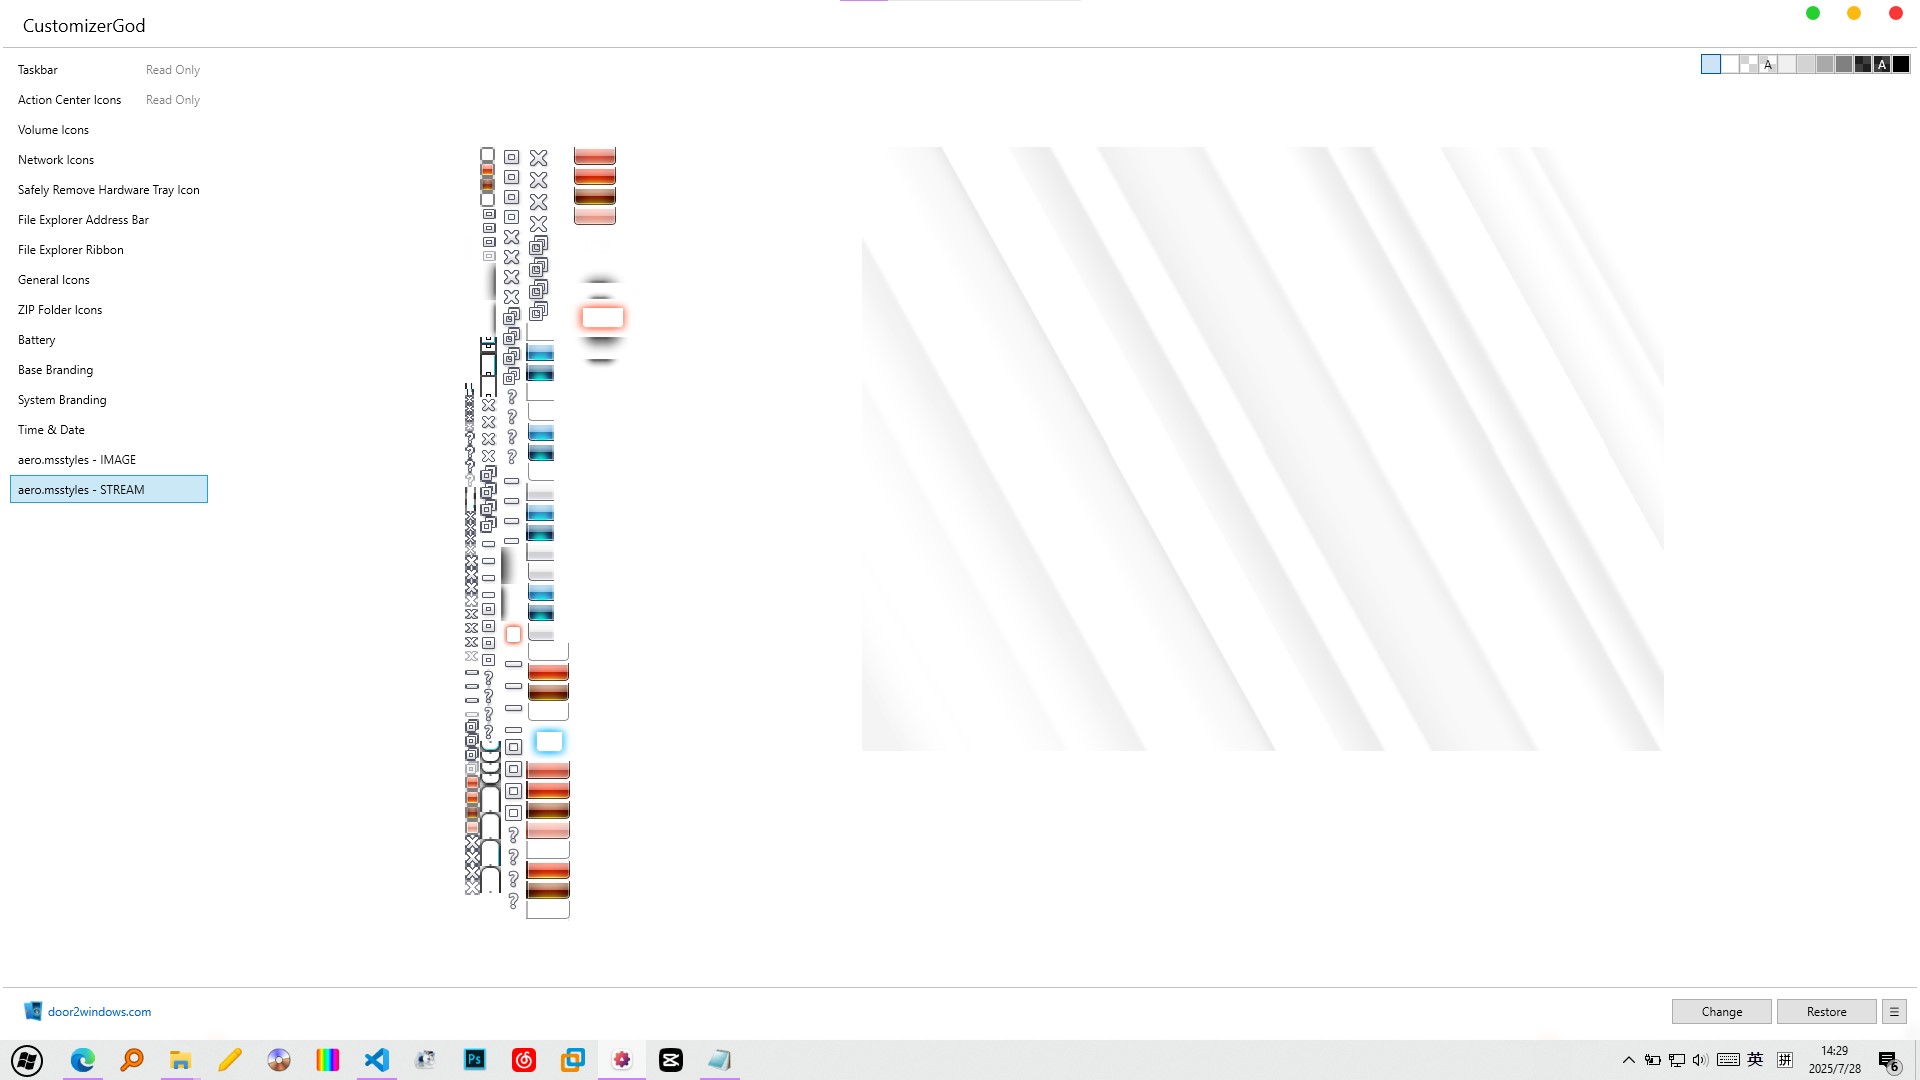 CustomizerGod
A
A
Taskbar Read Only
Action Center Icons Read Only
Volume Icons
Network Icons
Safely Remove Hardware Tray Icon
File Explorer Address Bar
File Explorer Ribbon
General Icons
ZIP Folder Icons
Battery
Base Branding
System Branding
Time & Date
aero.msstyles - IMAGE
aero.msstyles - STREAM
door2windows.com
Change
Restore
Ps
英
拼
14:29
2025/7/28
6